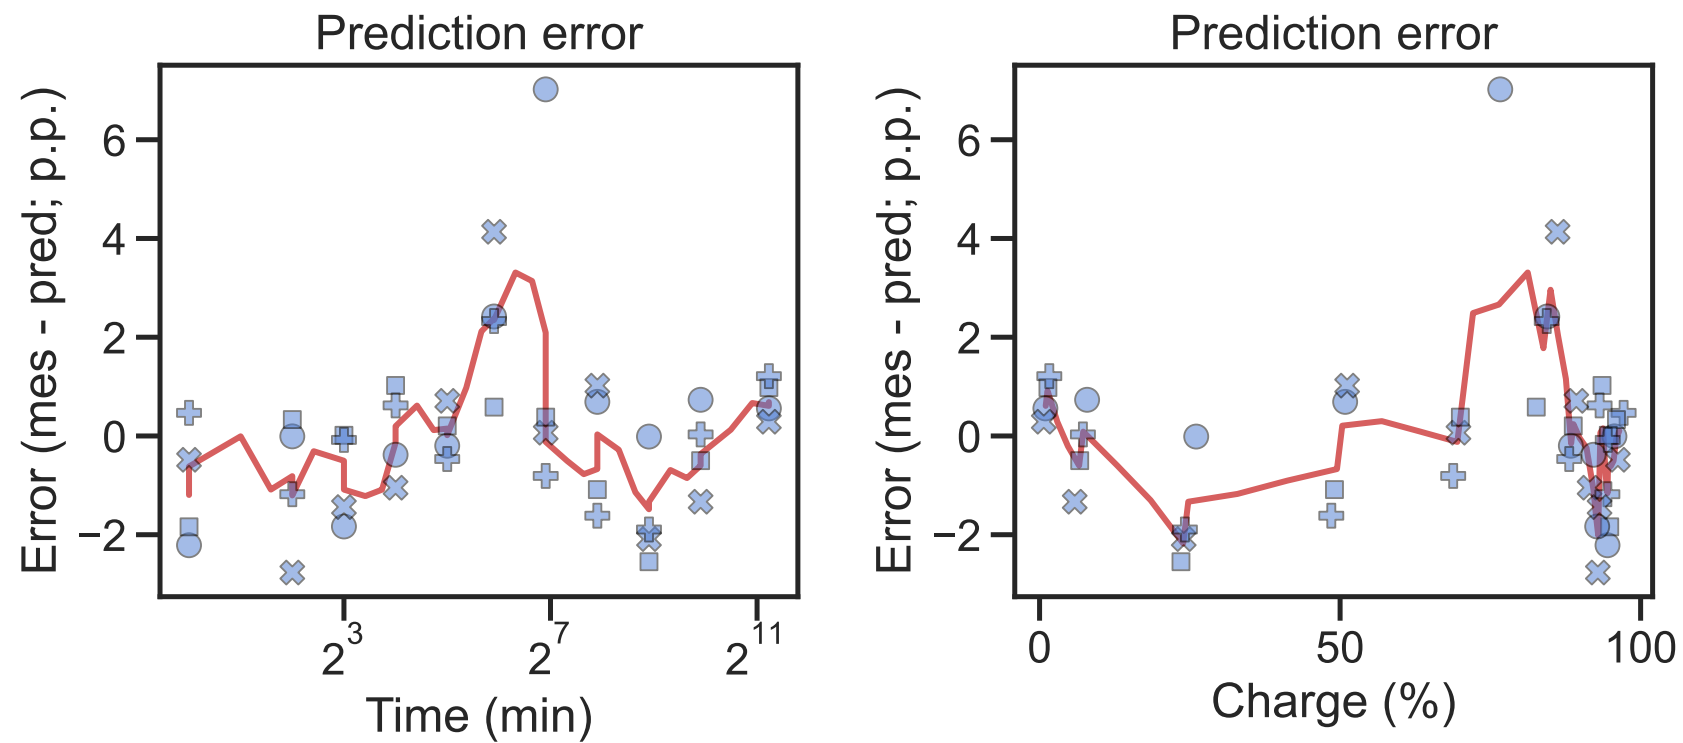 Prediction error
Error (mes - pred; p.p.)
6
4
2
0
−2
2^3
2^7
2^11
Time (min)
Prediction error
Error (mes - pred; p.p.)
6
4
2
0
−2
0
50
100
Charge (%)